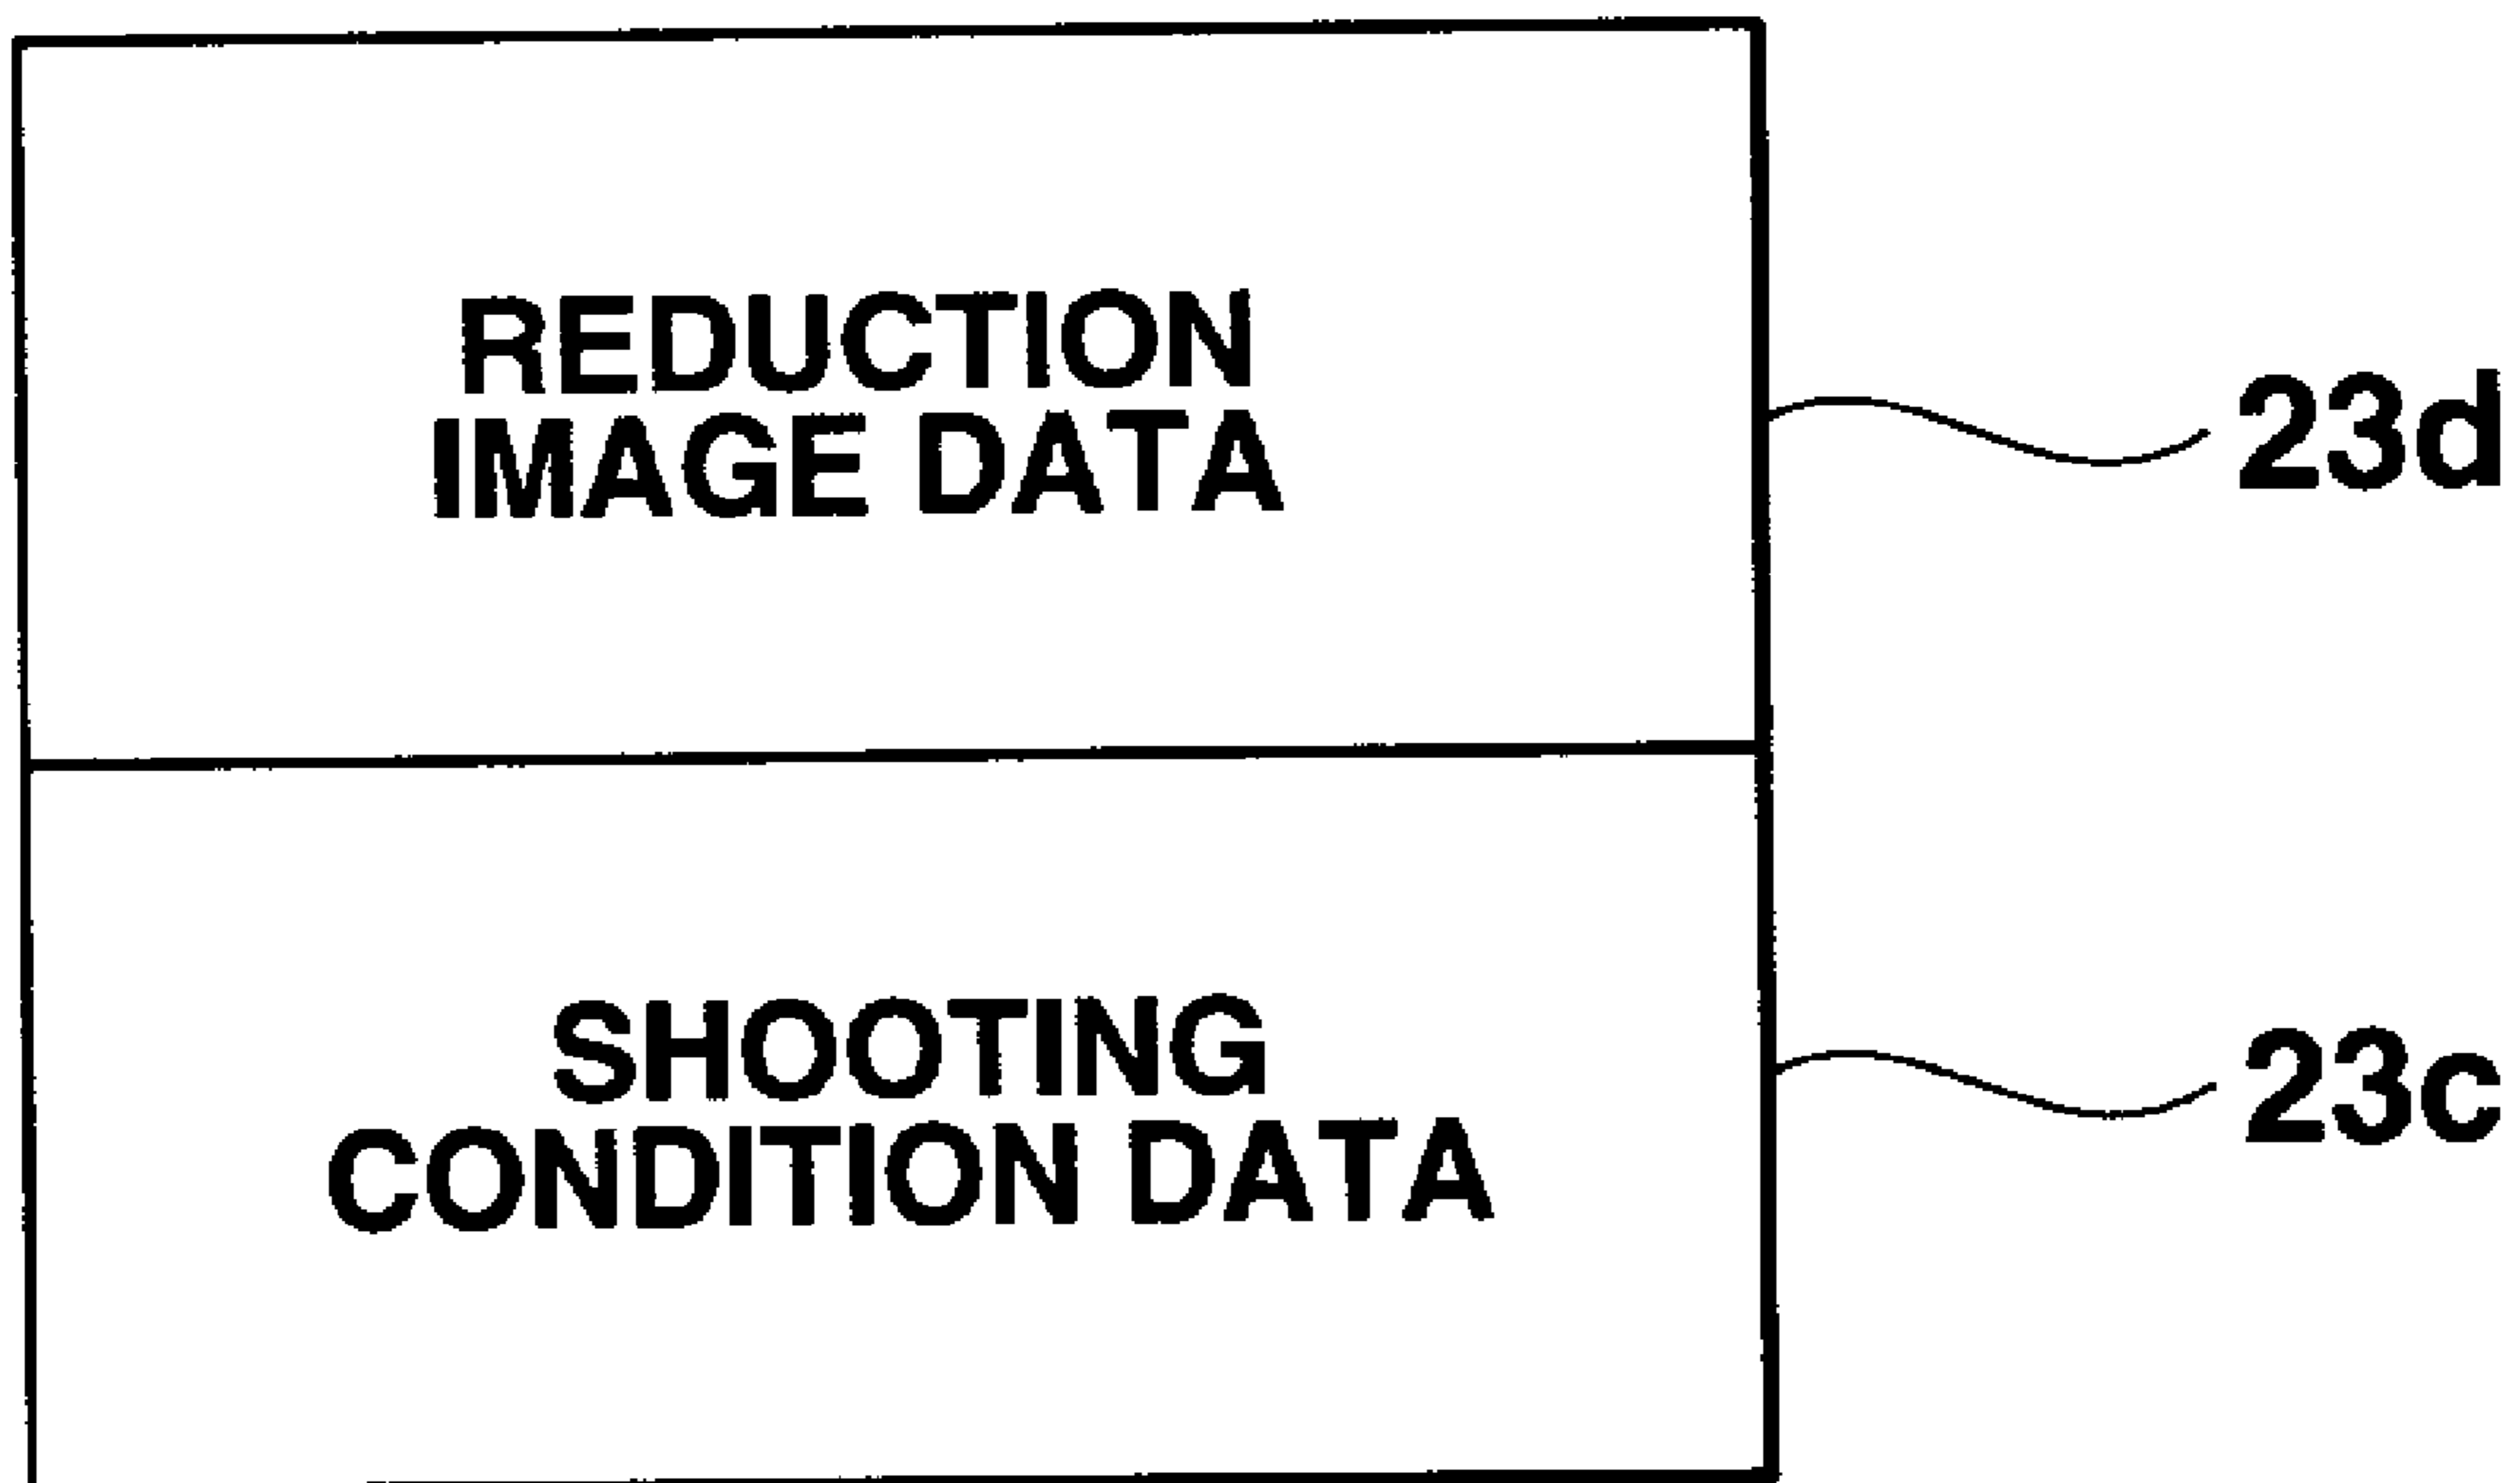 REDUCTION
IMAGE DATA
23d
SHOOTING
CONDITION DATA
23c